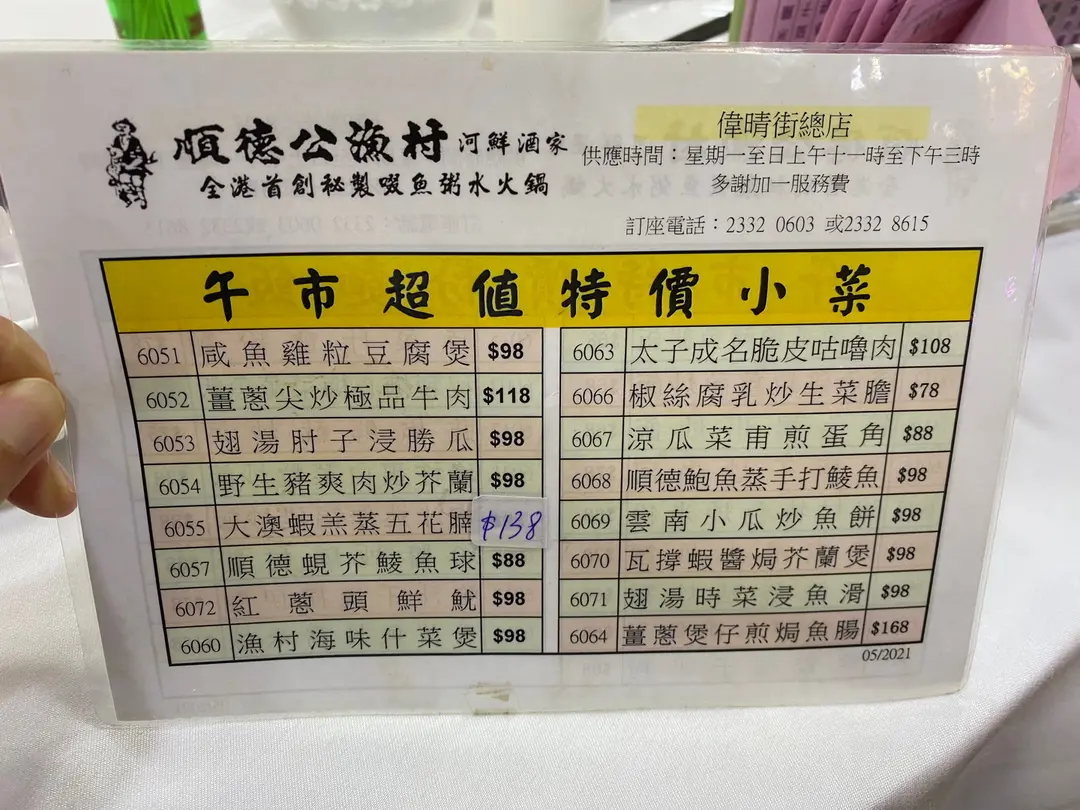 順德公漁村 河鮮酒家
全港首創秘製啜魚粥水火鍋
偉晴街總店
供應時間：星期一至日上午十一時至下午三時
多謝加一服務費
訂座電話：2332 0603 或2332 8615
午市超值特價小菜
6051 咸魚雞粒豆腐煲 $98
6052 薑蔥尖炒極品牛肉 $118
6053 翅湯肘子浸勝瓜 $98
6054 野生豬爽肉炒芥蘭 $98
6055 大澳蝦羔蒸五花腩 $138
6057 順德蜆芥鯪魚球 $88
6072 紅蔥頭鮮魷 $98
6060 漁村海味什菜煲 $98
6063 太子成名脆皮咕嚕肉 $108
6066 椒絲腐乳炒生菜膽 $78
6067 涼瓜菜甫煎蛋角 $88
6068 順德鮑魚蒸手打鯪魚 $98
6069 雲南小瓜炒魚餅 $98
6070 瓦撐蝦醬焗芥蘭煲 $98
6071 翅湯時菜浸魚滑 $98
6064 薑蔥煲仔煎焗魚腸 $168
05/2021